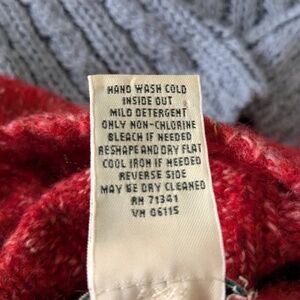 HAND WASH COLD
INSIDE OUT
MILD DETERGENT
ONLY NON-CHLORINE
BLEACH IF NEEDED
RESHAPE AND DRY FLAT
COOL IRON IF NEEDED
REVERSE SIDE
MAY BE DRY CLEANED
RN 71341
VN 06115